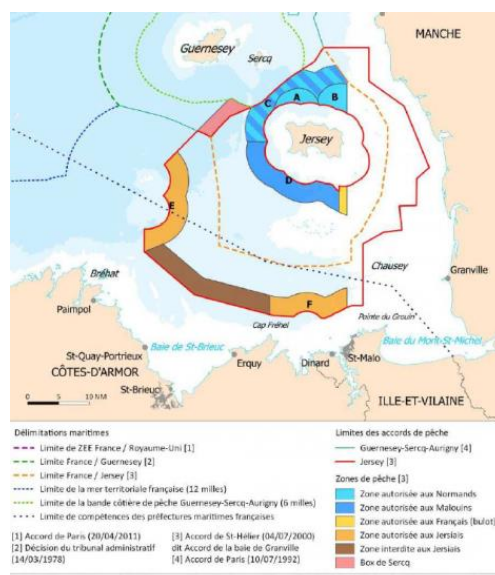 MANCHE
Guernesey
Sercq
C
A
B
Jersey
D
E
Chausey
Granville
Bréhat
Paimpol
F
Cap Fréhel
Pointe du Grouin
St-Quay-Portrieux
Baie de St-Brieuc
St-Malo
Baie du Mont-St-Michel
Erquy
Dinard
CÔTES-D'ARMOR
St-Brieuc
0 5 10 NM
ILLE-ET-VILAINE
Délimitations maritimes
Limite de ZEE France / Royaume-Uni [1]
Limite France / Guernesey [2]
Limite France / Jersey [3]
Limite de la mer territoriale française (12 milles)
Limite de la bande côtière de pêche Guernesey-Sercq-Aurigny (6 milles)
Limite de compétences des préfectures maritimes françaises
[1] Accord de Paris (20/04/2011)
[2] Décision du tribunal administratif
(14/03/1978)
[3] Accord de St-Hélier (04/07/2000)
dit Accord de la baie de Granville
[4] Accord de Paris (10/07/1992)
Limites des accords de pêche
Guernesey-Sercq-Aurigny [4]
Jersey [3]
Zones de pêche [3]
Zone autorisée aux Normands
Zone autorisée aux Malouins
Zone autorisée aux Français (bulot)
Zone autorisée aux Jersiais
Zone interdite aux Jersiais
Box de Sercq